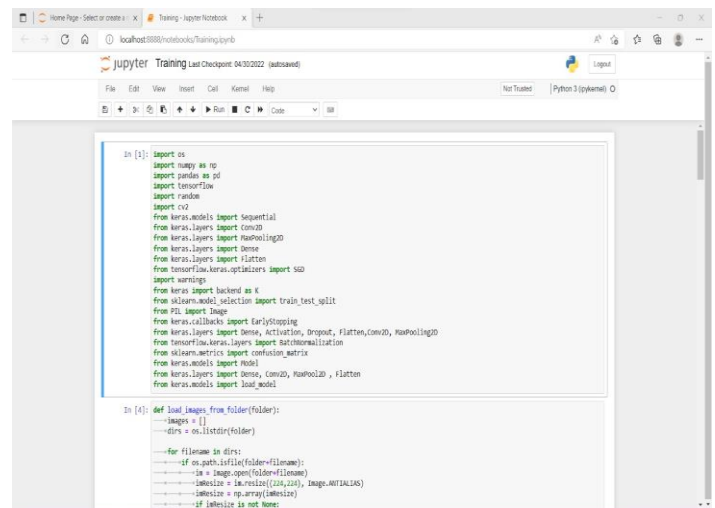 Home Page - Select or create a
Training - Jupyter Notebook
localhost:8888/notebooks/Training.ipynb
jupyter Training Last Checkpoint: 04/30/2022 (autosaved)
Logout
File Edit View Insert Cell Kernel Help
Not Trusted
Python 3 (ipykernel)
Run
Code
In [1]: import os
import numpy as np
import pandas as pd
import tensorflow
import random
import cv2
from keras.models import Sequential
from keras.layers import Conv2D
from keras.layers import MaxPooling2D
from keras.layers import Dense
from keras.layers import Flatten
from tensorflow.keras.optimizers import SGD
import warnings
from keras import backend as K
from sklearn.model_selection import train_test_split
from PIL import Image
from keras.callbacks import EarlyStopping
from keras.layers import Dense, Activation, Dropout, Flatten,Conv2D, MaxPooling2D
from tensorflow.keras.layers import BatchNormalization
from sklearn.metrics import confusion_matrix
from keras.models import Model
from keras.layers import Dense, Conv2D, MaxPool2D , Flatten
from keras.models import load_model
In [4]: def load_images_from_folder(folder):
images = []
dirs = os.listdir(folder)
for filename in dirs:
if os.path.isfile(folder+filename):
im = Image.open(folder+filename)
imResize = im.resize((224,224), Image.ANTIALIAS)
imResize = np.array(imResize)
if imResize is not None: